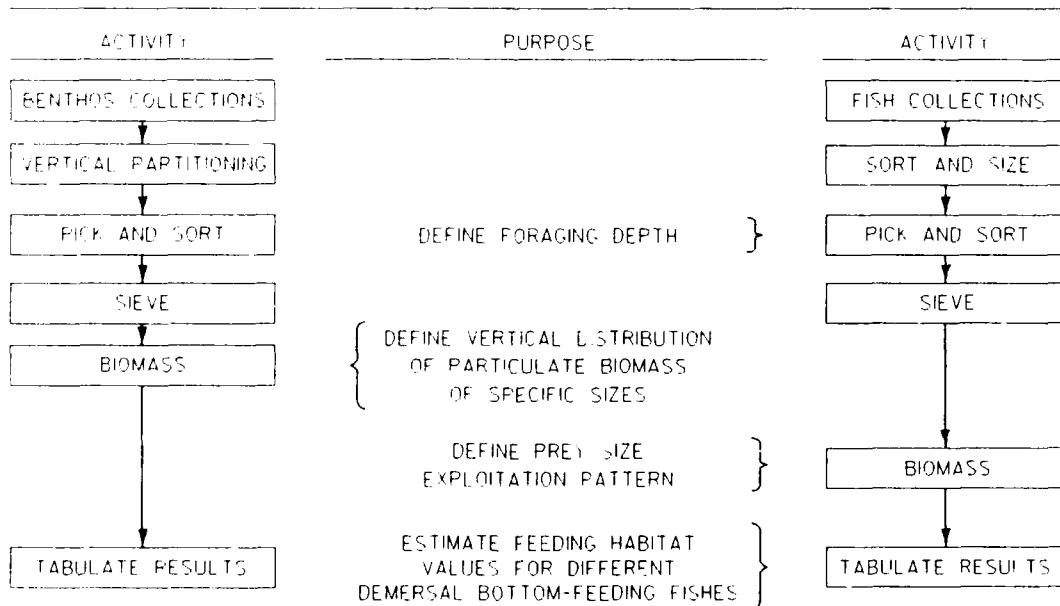 ACTIVITY PURPOSE ACTIVITY
BENTHOS COLLECTIONS FISH COLLECTIONS
VERTICAL PARTITIONING SORT AND SIZE
PICK AND SORT DEFINE FORAGING DEPTH PICK AND SORT
SIEVE SIEVE
DEFINE VERTICAL DISTRIBUTION
BIOMASS OF PARTICULATE BIOMASS
OF SPECIFIC SIZES
DEFINE PREY SIZE
EXPLOITATION PATTERN BIOMASS
ESTIMATE FEEDING HABITAT
TABULATE RESULTS VALUES FOR DIFFERENT TABULATE RESULTS
DEMERSAL BOTTOM-FEEDING FISHES